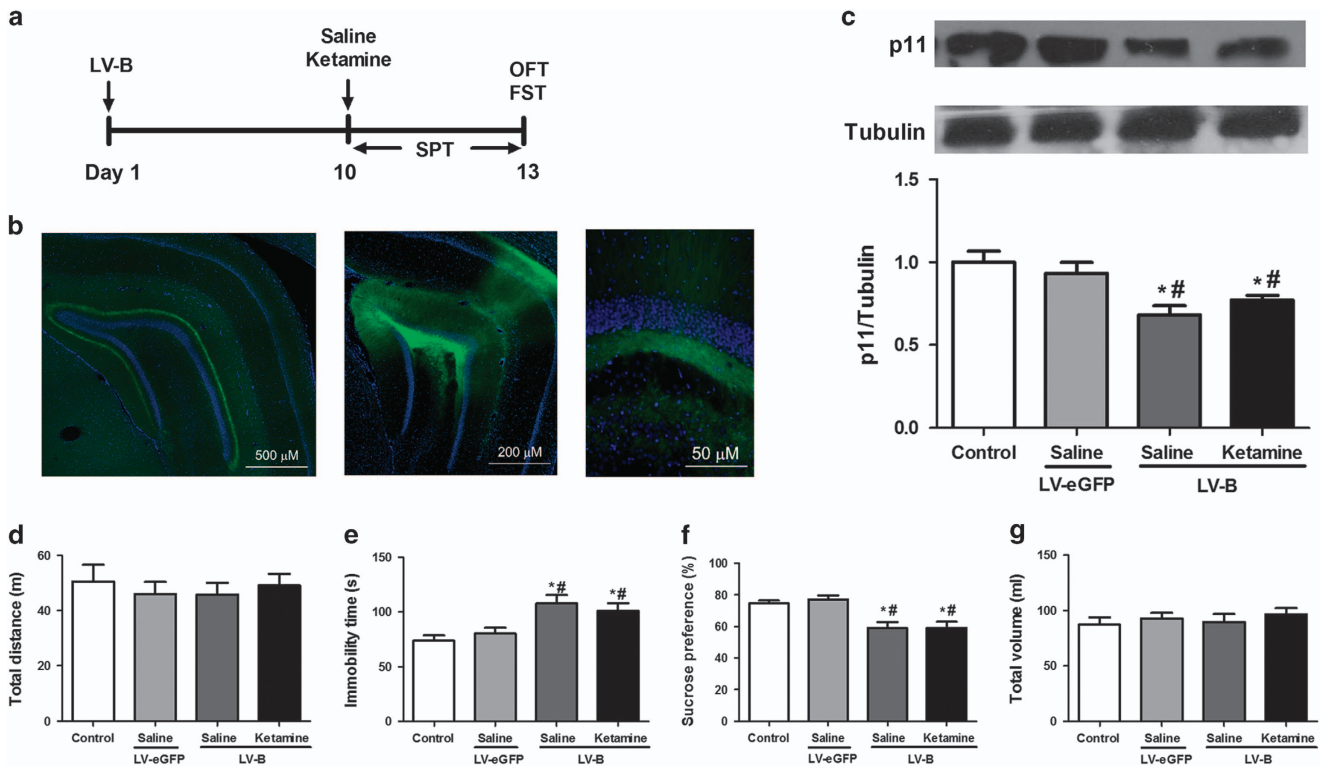 a
LV-B
Saline
Ketamine
OFT
FST
SPT
Day 1
10
13
b
500 µM
200 µM
50 µM
c
p11
Tubulin
p11/Tubulin
1.5
1.0
0.5
0.0
Control
Saline
Saline
Ketamine
LV-eGFP
LV-B
*#
*#
d
Total distance (m)
60
40
20
0
Control
Saline
Saline
Ketamine
LV-eGFP
LV-B
e
Immobility time (s)
150
100
50
0
*#
*#
Control
Saline
Saline
Ketamine
LV-eGFP
LV-B
f
Sucrose preference (%)
100
80
60
40
20
0
*#
*#
Control
Saline
Saline
Ketamine
LV-eGFP
LV-B
g
Total volume (ml)
150
100
50
0
Control
Saline
Saline
Ketamine
LV-eGFP
LV-B